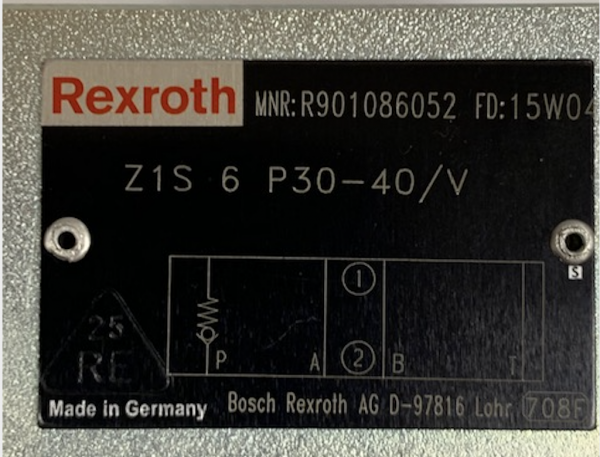 Rexroth MNR:R901086052 FD:15W04
Z1S 6 P30-40/V
1
S
25
RE
P A 2 B T
Made in Germany Bosch Rexroth AG D-97816 Lohr 708F